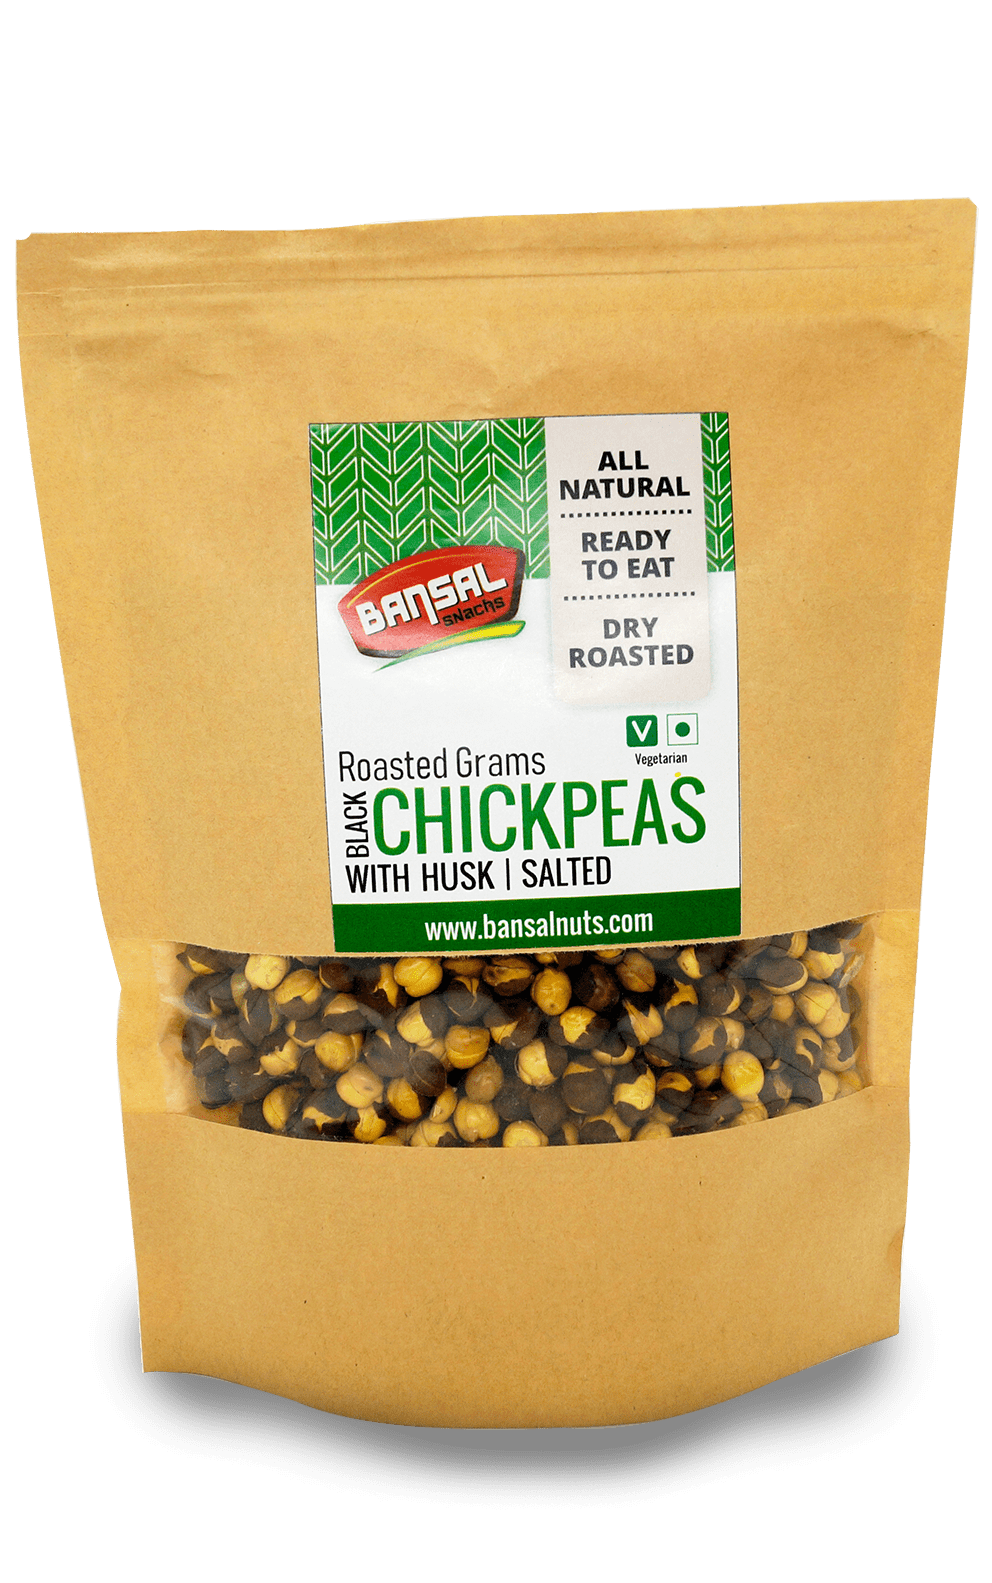 ALL
NATURAL
READY
TO EAT
DRY
ROASTED
BANSAL
SNACHS
V
Vegetarian
Roasted Grams
BLACK
CHICKPEAS
WITH HUSK | SALTED
www.bansalnuts.com